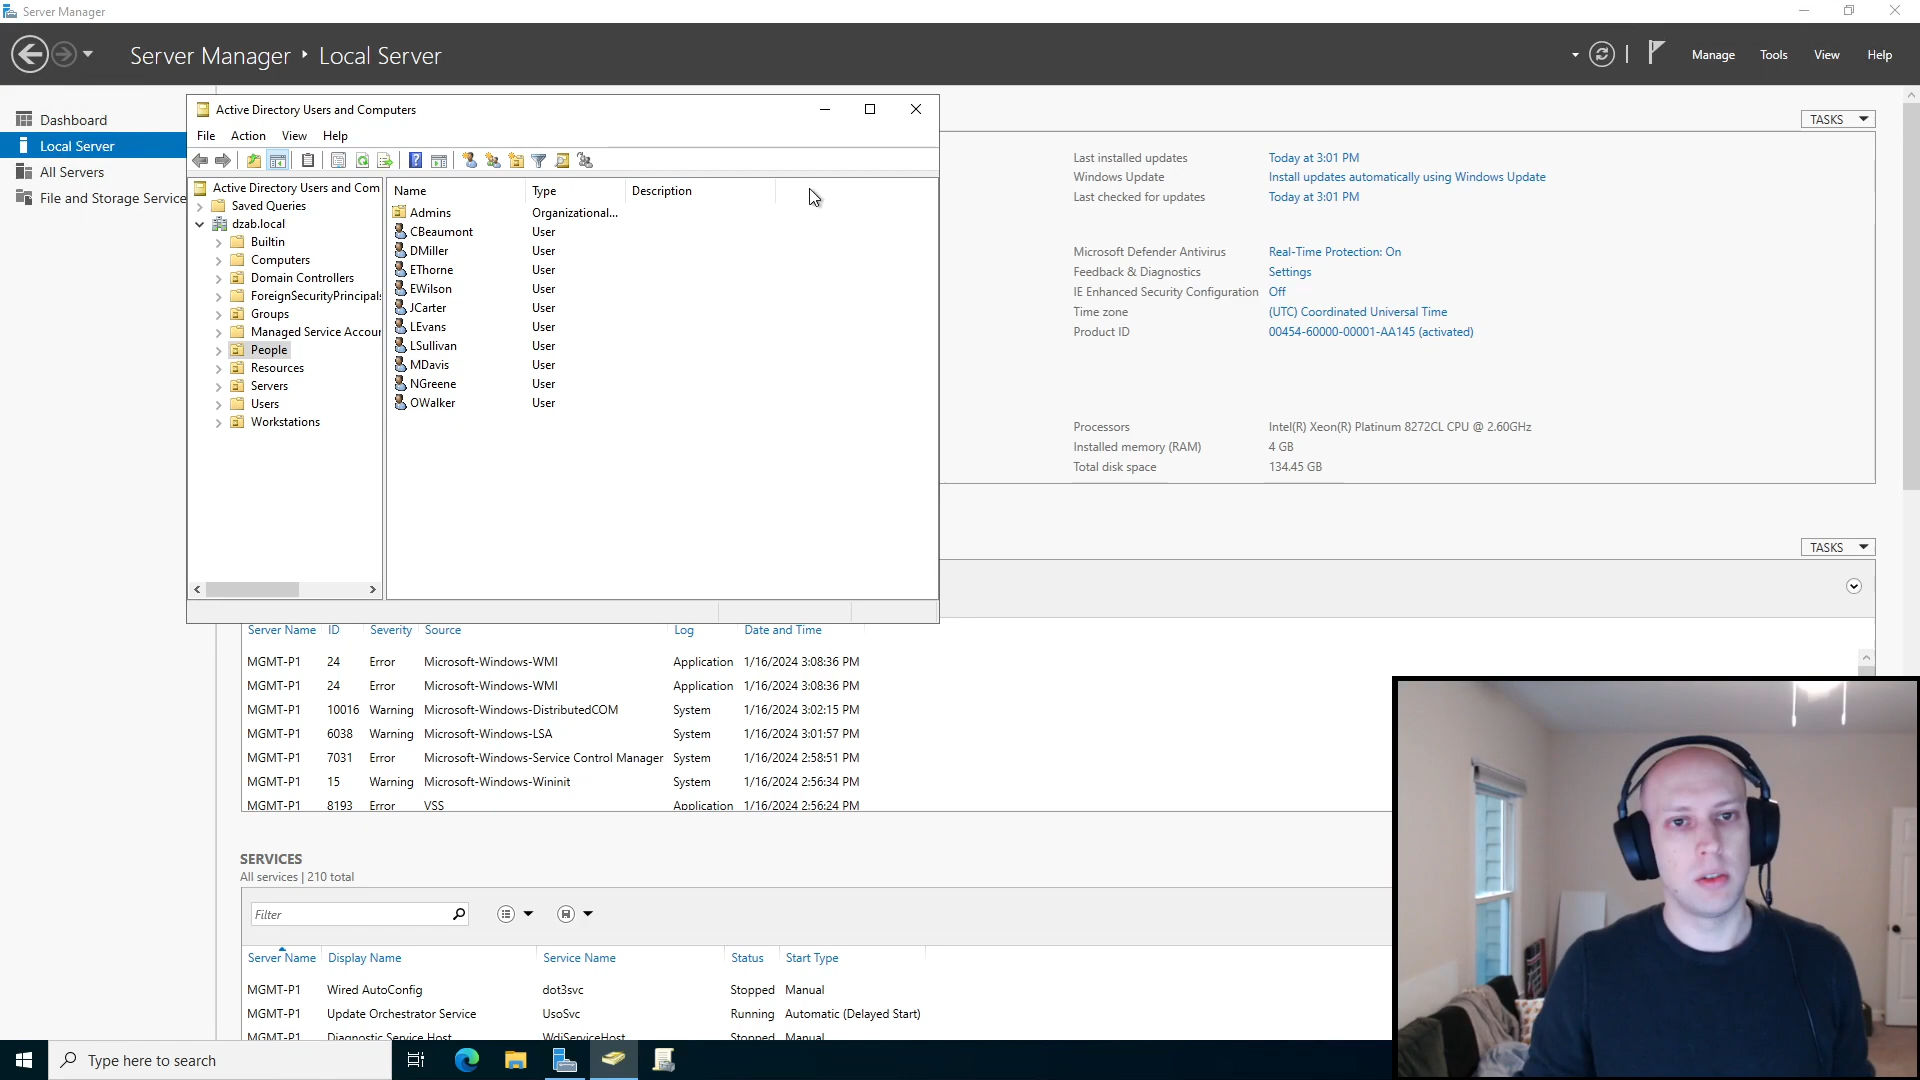 Server Manager
Server Manager ‣ Local Server
Manage Tools View Help
Dashboard
Local Server
All Servers
File and Storage Service
Active Directory Users and Computers
File Action View Help
Active Directory Users and Com
Saved Queries
dzab.local
Builtin
Computers
Domain Controllers
ForeignSecurityPrincipals
Groups
Managed Service Accour
People
Resources
Servers
Users
Workstations
Name Type Description
Admins Organizational...
CBeaumont User
DMiller User
EThorne User
EWilson User
JCarter User
LEvans User
LSullivan User
MDavis User
NGreene User
OWalker User
TASKS
Last installed updates Today at 3:01 PM
Windows Update Install updates automatically using Windows Update
Last checked for updates Today at 3:01 PM
Microsoft Defender Antivirus Real-Time Protection: On
Feedback & Diagnostics Settings
IE Enhanced Security Configuration Off
Time zone (UTC) Coordinated Universal Time
Product ID 00454-60000-00001-AA145 (activated)
Processors Intel(R) Xeon(R) Platinum 8272CL CPU @ 2.60GHz
Installed memory (RAM) 4 GB
Total disk space 134.45 GB
TASKS
Server Name ID Severity Source Log Date and Time
MGMT-P1 24 Error Microsoft-Windows-WMI Application 1/16/2024 3:08:36 PM
MGMT-P1 24 Error Microsoft-Windows-WMI Application 1/16/2024 3:08:36 PM
MGMT-P1 10016 Warning Microsoft-Windows-DistributedCOM System 1/16/2024 3:02:15 PM
MGMT-P1 6038 Warning Microsoft-Windows-LSA System 1/16/2024 3:01:57 PM
MGMT-P1 7031 Error Microsoft-Windows-Service Control Manager System 1/16/2024 2:58:51 PM
MGMT-P1 15 Warning Microsoft-Windows-Wininit System 1/16/2024 2:56:34 PM
MGMT-P1 8193 Error VSS Application 1/16/2024 2:56:24 PM
SERVICES
All services | 210 total
Filter
Server Name Display Name Service Name Status Start Type
MGMT-P1 Wired AutoConfig dot3svc Stopped Manual
MGMT-P1 Update Orchestrator Service UsoSvc Running Automatic (Delayed Start)
MGMT-P1 Diagnostic Service Host WdiServiceHost Stopped Manual
Type here to search